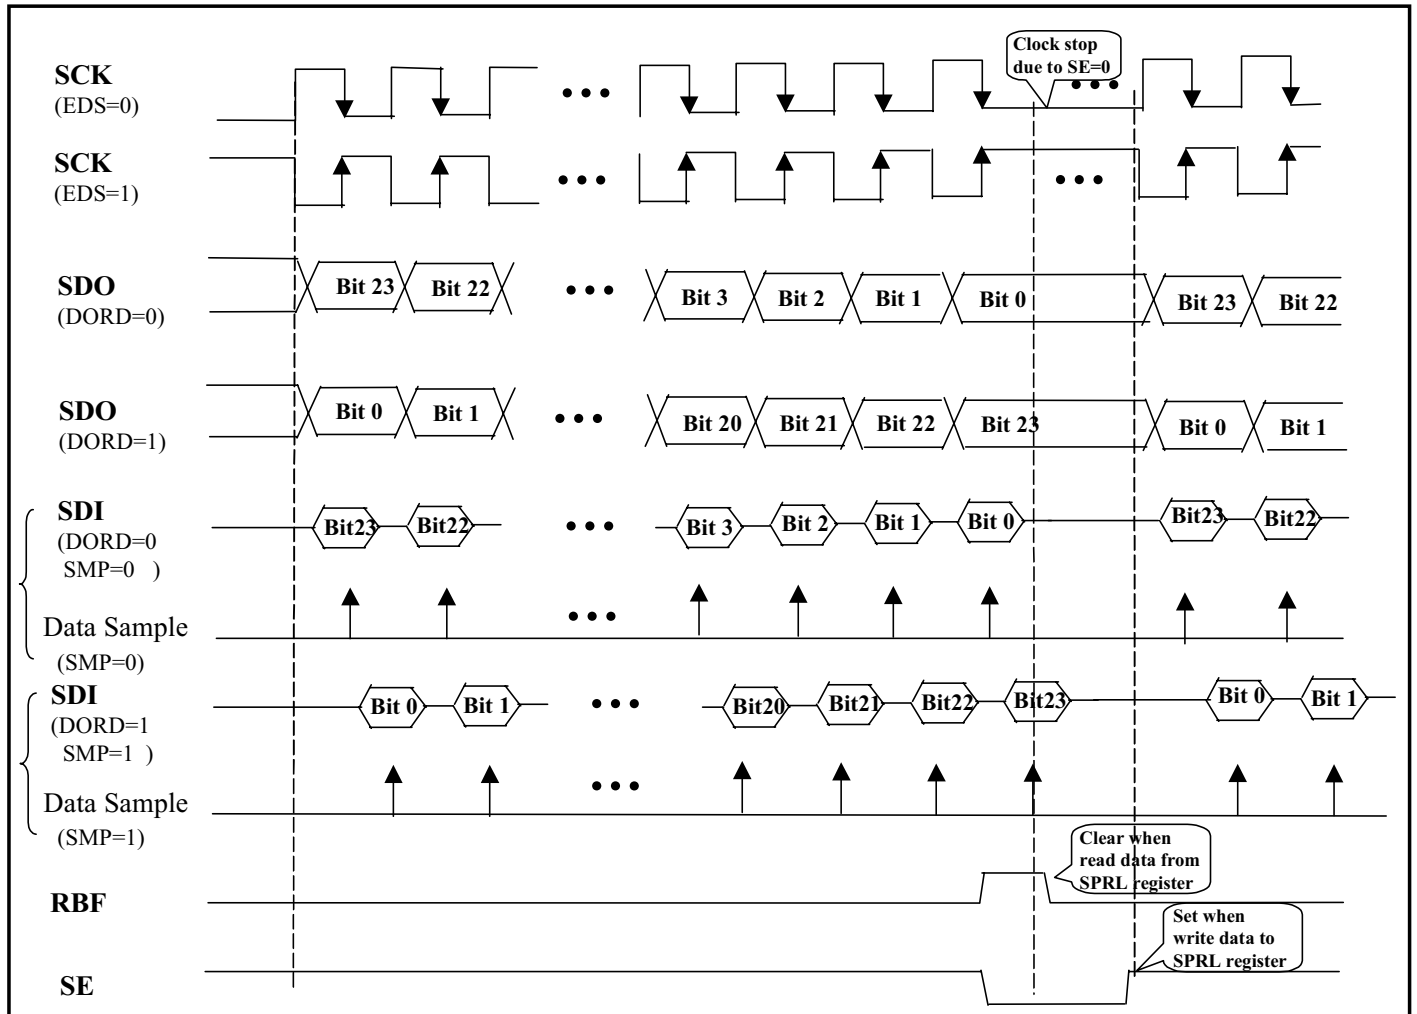 SCK
(EDS=0)
Clock stop
due to SE=0
SCK
(EDS=1)
SDO
(DORD=0)
Bit 23 Bit 22 Bit 3 Bit 2 Bit 1 Bit 0 Bit 23 Bit 22
SDO
(DORD=1)
Bit 0 Bit 1 Bit 20 Bit 21 Bit 22 Bit 23 Bit 0 Bit 1
SDI
(DORD=0
SMP=0 )
Bit23 Bit22 Bit 3 Bit 2 Bit 1 Bit 0 Bit23 Bit22
Data Sample
(SMP=0)
SDI
(DORD=1
SMP=1 )
Bit 0 Bit 1 Bit20 Bit21 Bit22 Bit23 Bit 0 Bit 1
Data Sample
(SMP=1)
Clear when
read data from
SPRL register
RBF
Set when
write data to
SPRL register
SE